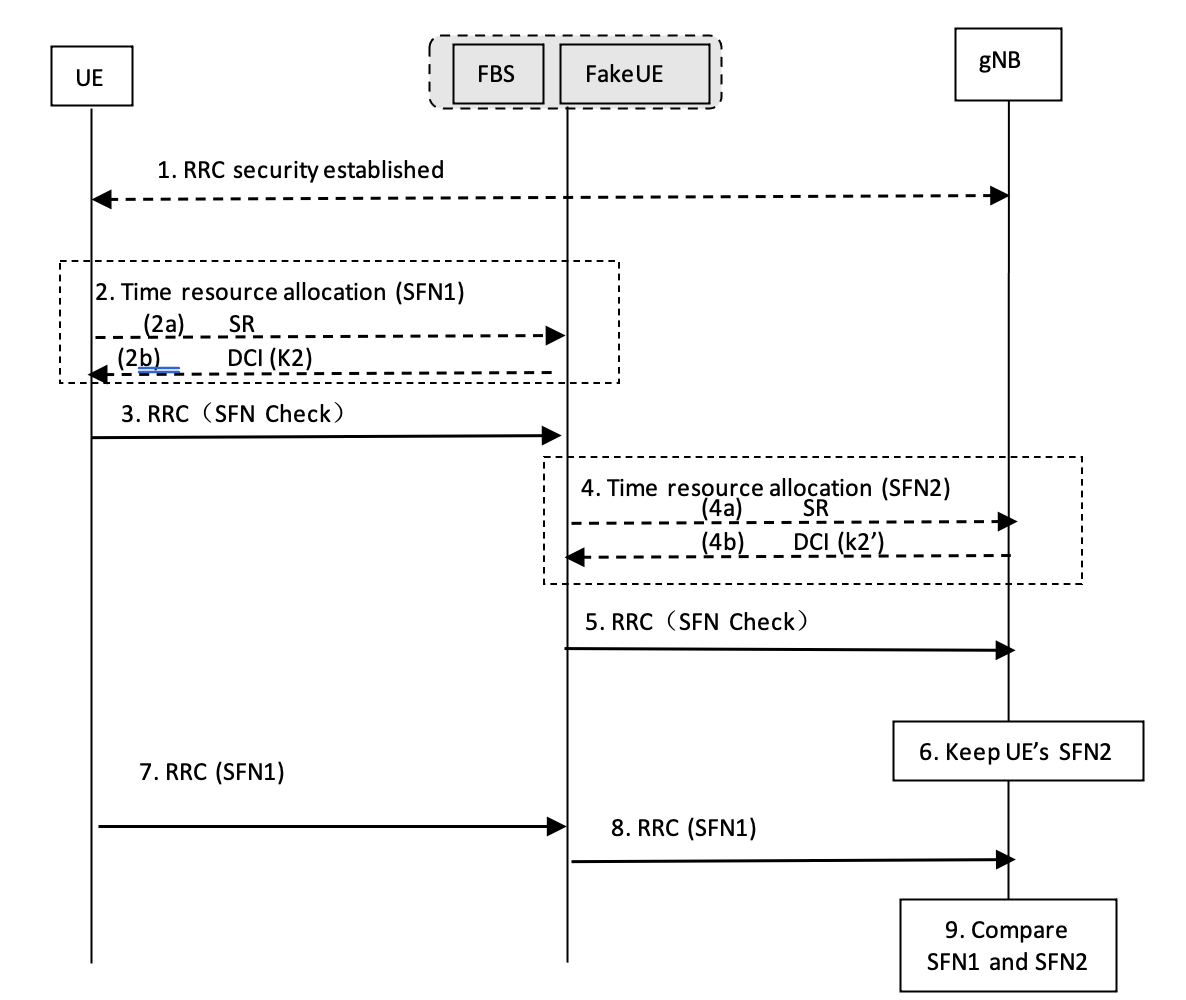 UE
FBS
FakeUE
gNB
1. RRC security established
2. Time resource allocation (SFN1)
(2a) SR
(2b) DCI (K2)
3. RRC（SFN Check）
4. Time resource allocation (SFN2)
(4a) SR
(4b) DCI (k2’)
5. RRC（SFN Check）
6. Keep UE’s SFN2
7. RRC (SFN1)
8. RRC (SFN1)
9. Compare
SFN1 and SFN2